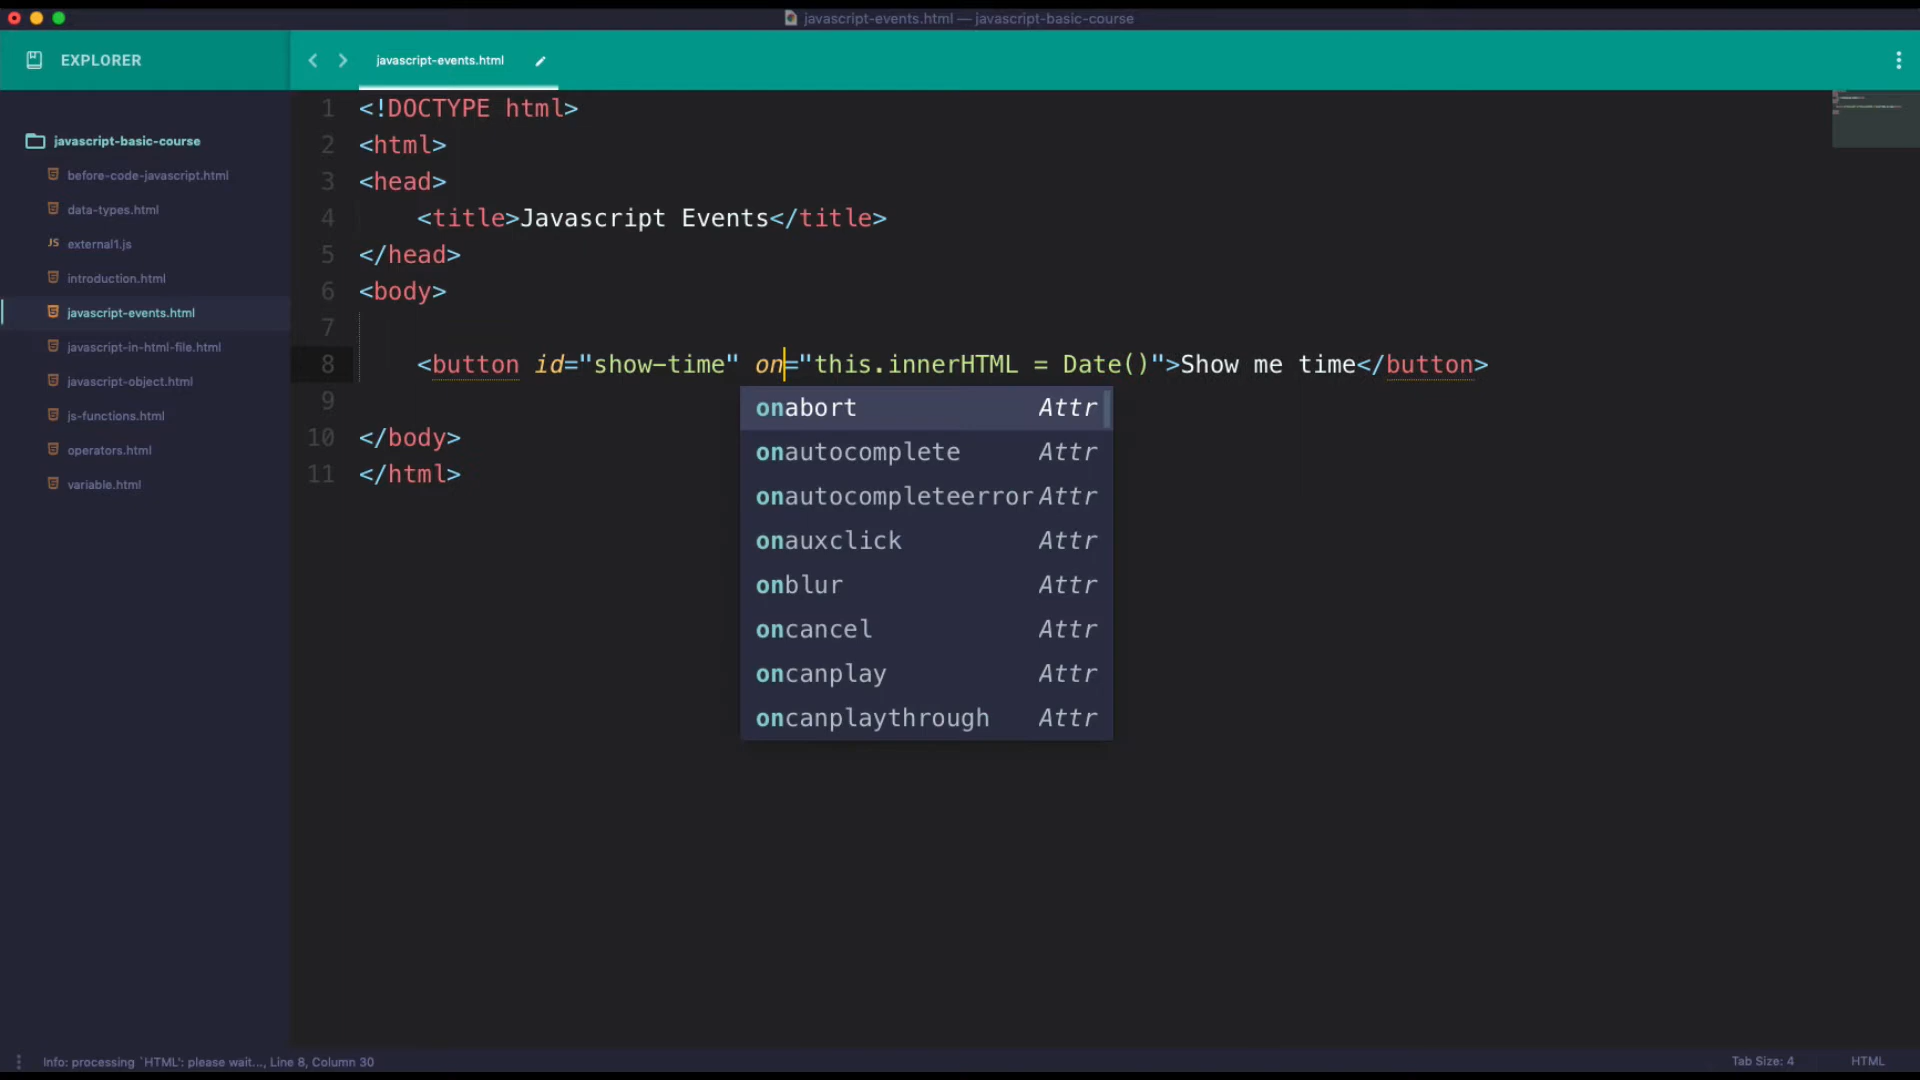 javascript-events.html — javascript-basic-course
EXPLORER
javascript-events.html
javascript-basic-course
before-code-javascript.html
data-types.html
JS external1.js
introduction.html
javascript-events.html
javascript-in-html-file.html
javascript-object.html
js-functions.html
operators.html
variable.html
1 <!DOCTYPE html>
2 <html>
3 <head>
4 <title>Javascript Events</title>
5 </head>
6 <body>
7
8 <button id="show-time" on="this.innerHTML = Date()">Show me time</button>
9
10 </body>
11 </html>
onabort Attr
onautocomplete Attr
onautocompleteerror Attr
onauxclick Attr
onblur Attr
oncancel Attr
oncanplay Attr
oncanplaythrough Attr
Info: processing `HTML': please wait..., Line 8, Column 30
Tab Size: 4
HTML